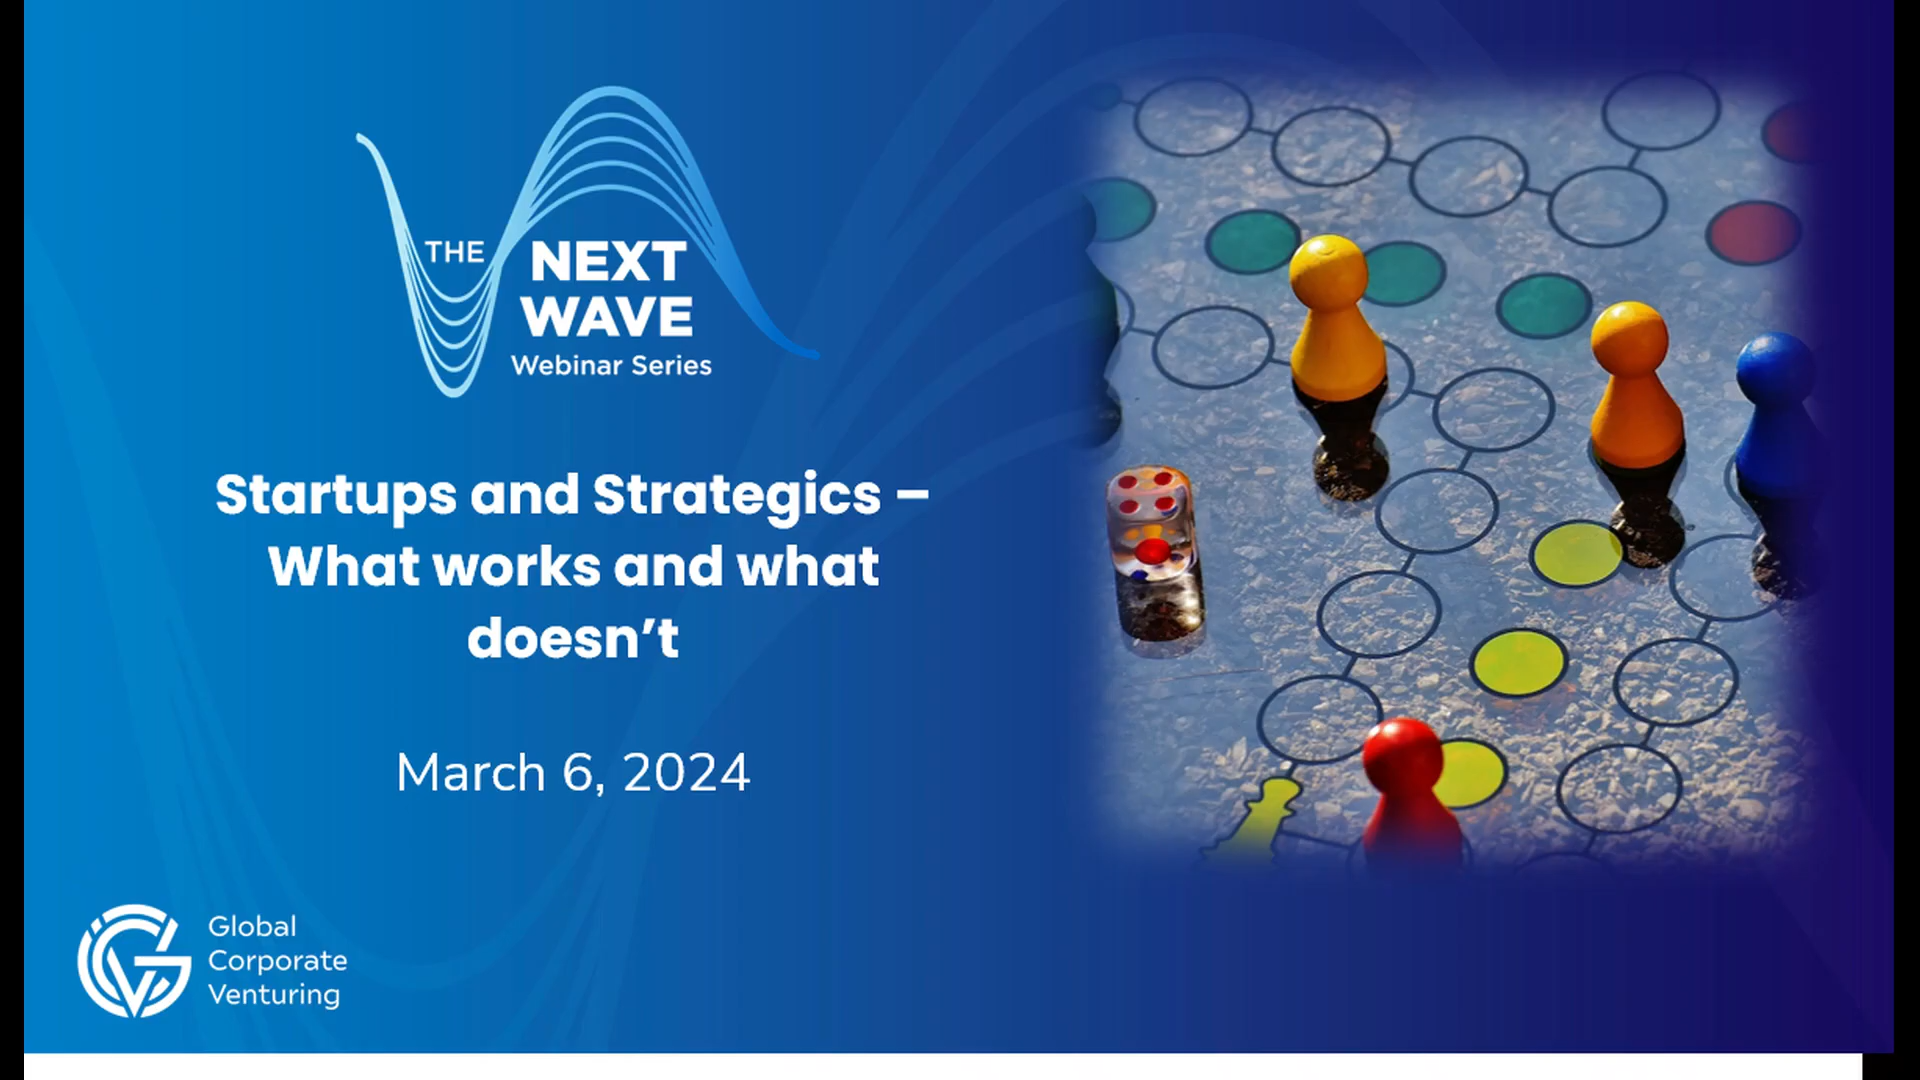 THE NEXT
WAVE
Webinar Series
Startups and Strategics –
What works and what
doesn’t
March 6, 2024
Global
Corporate
Venturing